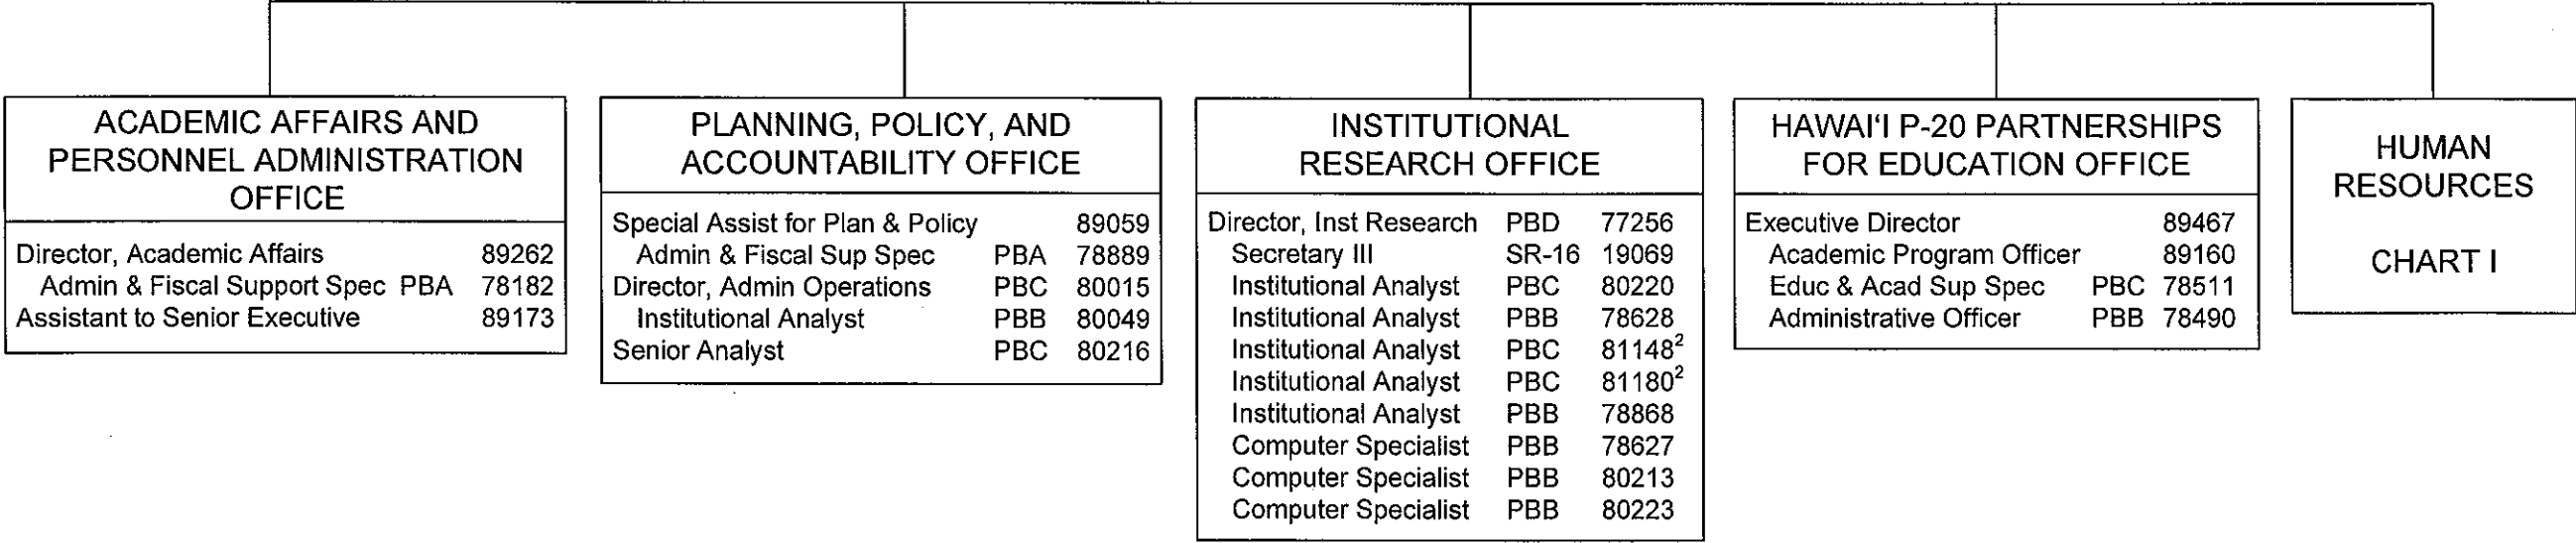 ACADEMIC AFFAIRS AND
PERSONNEL ADMINISTRATION
OFFICE
Director, Academic Affairs 89262
Admin & Fiscal Support Spec PBA 78182
Assistant to Senior Executive 89173
PLANNING, POLICY, AND
ACCOUNTABILITY OFFICE
Special Assist for Plan & Policy 89059
Admin & Fiscal Sup Spec PBA 78889
Director, Admin Operations PBC 80015
Institutional Analyst PBB 80049
Senior Analyst PBC 80216
INSTITUTIONAL
RESEARCH OFFICE
Director, Inst Research PBD 77256
Secretary III SR-16 19069
Institutional Analyst PBC 80220
Institutional Analyst PBB 78628
Institutional Analyst PBC 81148²
Institutional Analyst PBC 81180²
Institutional Analyst PBB 78868
Computer Specialist PBB 78627
Computer Specialist PBB 80213
Computer Specialist PBB 80223
HAWAI‘I P-20 PARTNERSHIPS
FOR EDUCATION OFFICE
Executive Director 89467
Academic Program Officer 89160
Educ & Acad Sup Spec PBC 78511
Administrative Officer PBB 78490
HUMAN
RESOURCES
CHART I